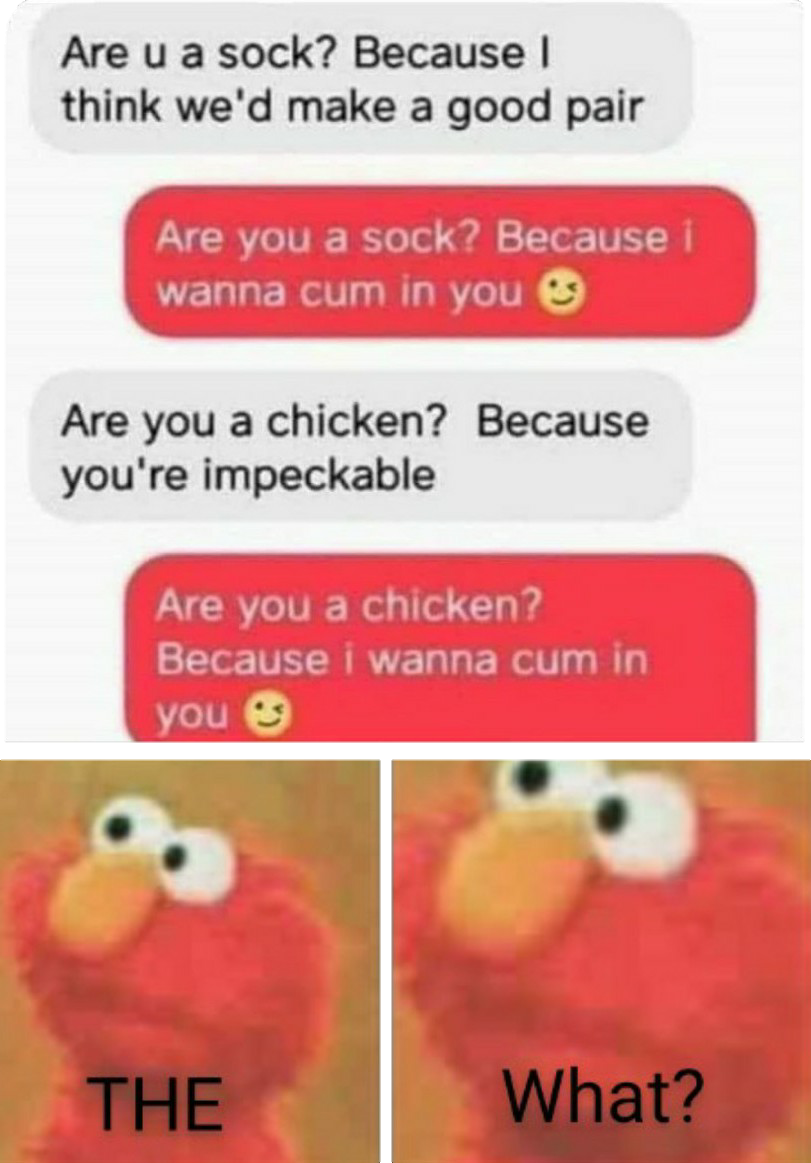 Are u a sock? Because I
think we'd make a good pair
Are you a sock? Because i
wanna cum in you 😉
Are you a chicken?  Because
you're impeckable
Are you a chicken?
Because i wanna cum in
you 😉
THE
What?